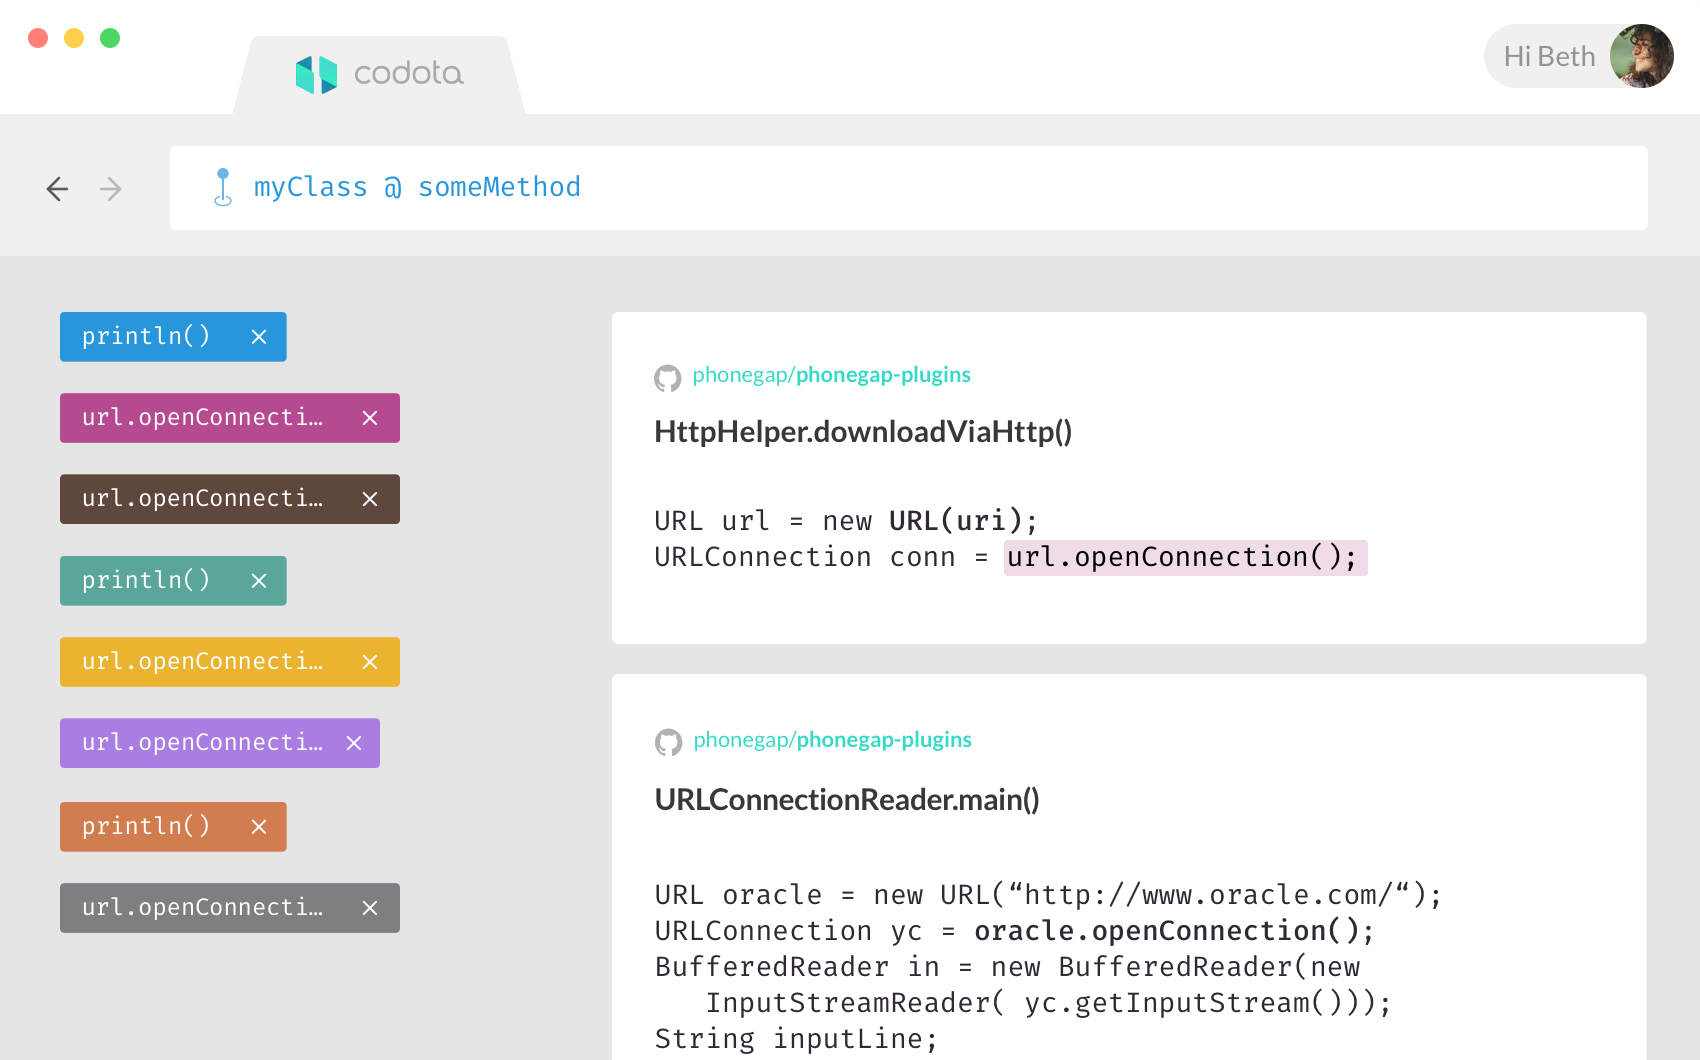 codota
Hi Beth
myClass @ someMethod
println()
url.openConnecti…
url.openConnecti…
println()
url.openConnecti…
url.openConnecti…
println()
url.openConnecti…
phonegap/phonegap-plugins
HttpHelper.downloadViaHttp()
URL url = new URL(uri);
URLConnection conn = url.openConnection();
phonegap/phonegap-plugins
URLConnectionReader.main()
URL oracle = new URL(“http://www.oracle.com/“);
URLConnection yc = oracle.openConnection();
BufferedReader in = new BufferedReader(new
InputStreamReader( yc.getInputStream()));
String inputLine;